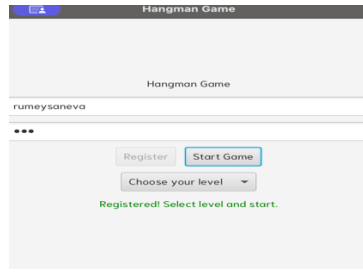 Hangman Game
Hangman Game
rumeysaneva
•••
Register Start Game
Choose your level
Registered! Select level and start.